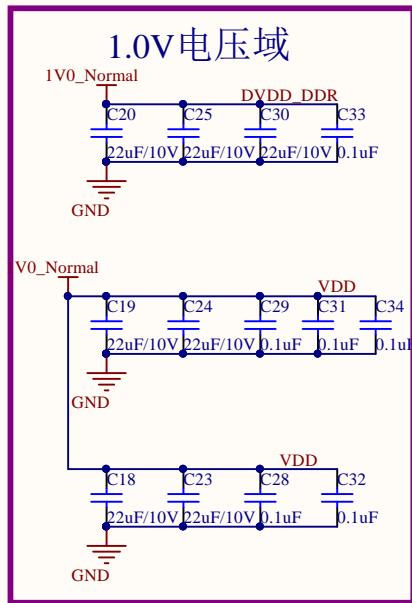 1.0V电压域
1V0_Normal
DVDD_DDR
C20 C25 C30 C33
22uF/10V 22uF/10V 22uF/10V 0.1uF
GND
1V0_Normal
VDD
C19 C24 C29 C31 C34
22uF/10V 22uF/10V 0.1uF 0.1uF 0.1uF
GND
VDD
C18 C23 C28 C32
22uF/10V 22uF/10V 0.1uF 0.1uF
GND